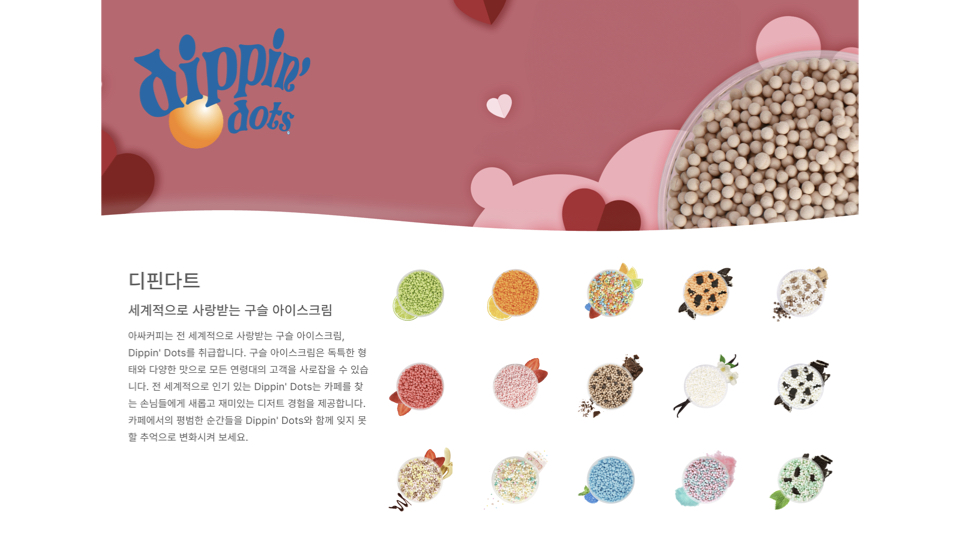 dippin'
dots
디핀다트
세계적으로 사랑받는 구슬 아이스크림
아싸커피는 전 세계적으로 사랑받는 구슬 아이스크림,
Dippin' Dots를 취급합니다. 구슬 아이스크림은 독특한 형
태와 다양한 맛으로 모든 연령대의 고객을 사로잡을 수 있습
니다. 전 세계적으로 인기 있는 Dippin' Dots는 카페를 찾
는 손님들에게 새롭고 재미있는 디저트 경험을 제공합니다.
카페에서의 평범한 순간들을 Dippin' Dots와 함께 잊지 못
할 추억으로 변화시켜 보세요.